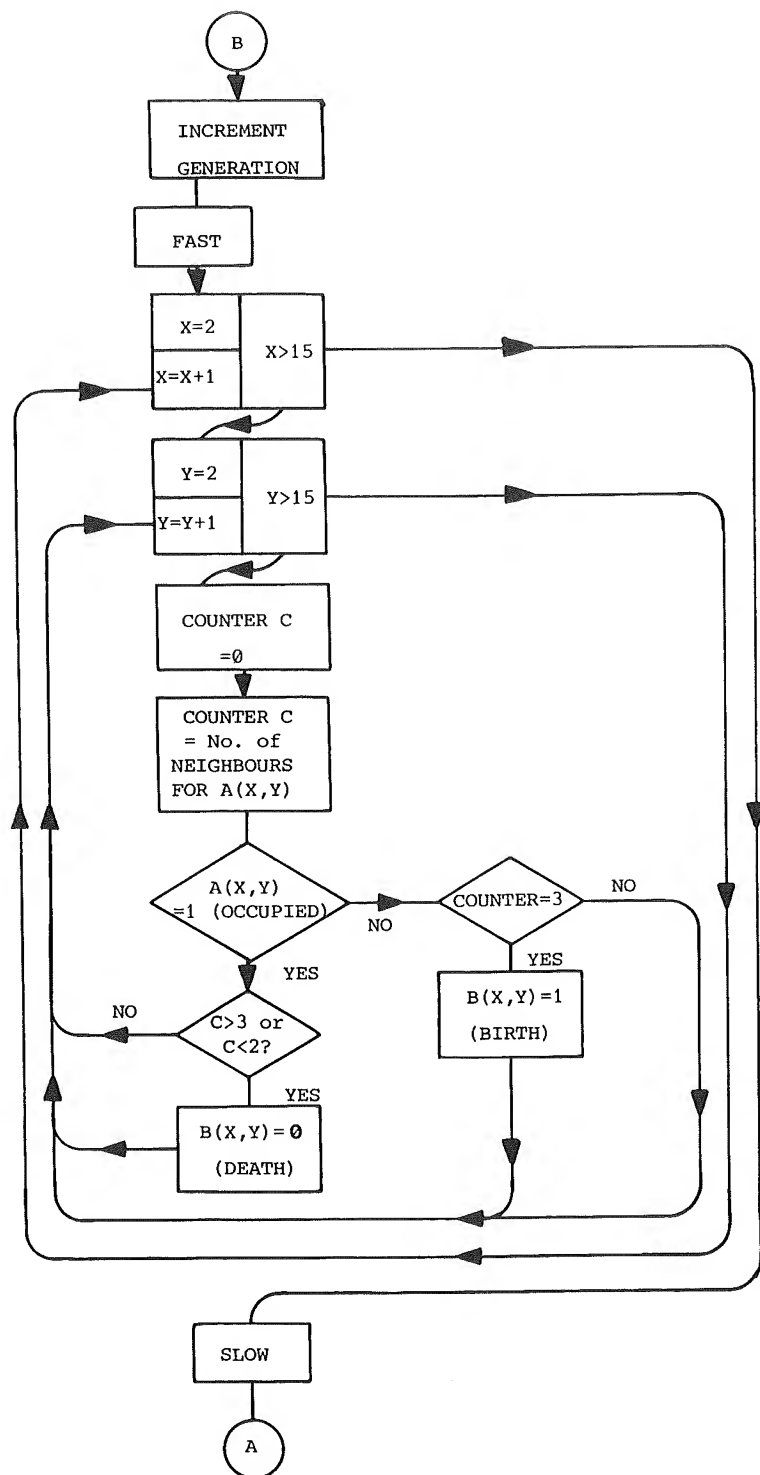 B
INCREMENT
GENERATION
FAST
X=2
X>15
X=X+1
Y=2
Y>15
Y=Y+1
COUNTER C
=0
COUNTER C
= No. of
NEIGHBOURS
FOR A(X,Y)
A(X,Y)
=1 (OCCUPIED)
NO
COUNTER=3
NO
YES
YES
B(X,Y)=1
(BIRTH)
NO
C>3 or
C<2?
YES
B(X,Y)=0
(DEATH)
SLOW
A